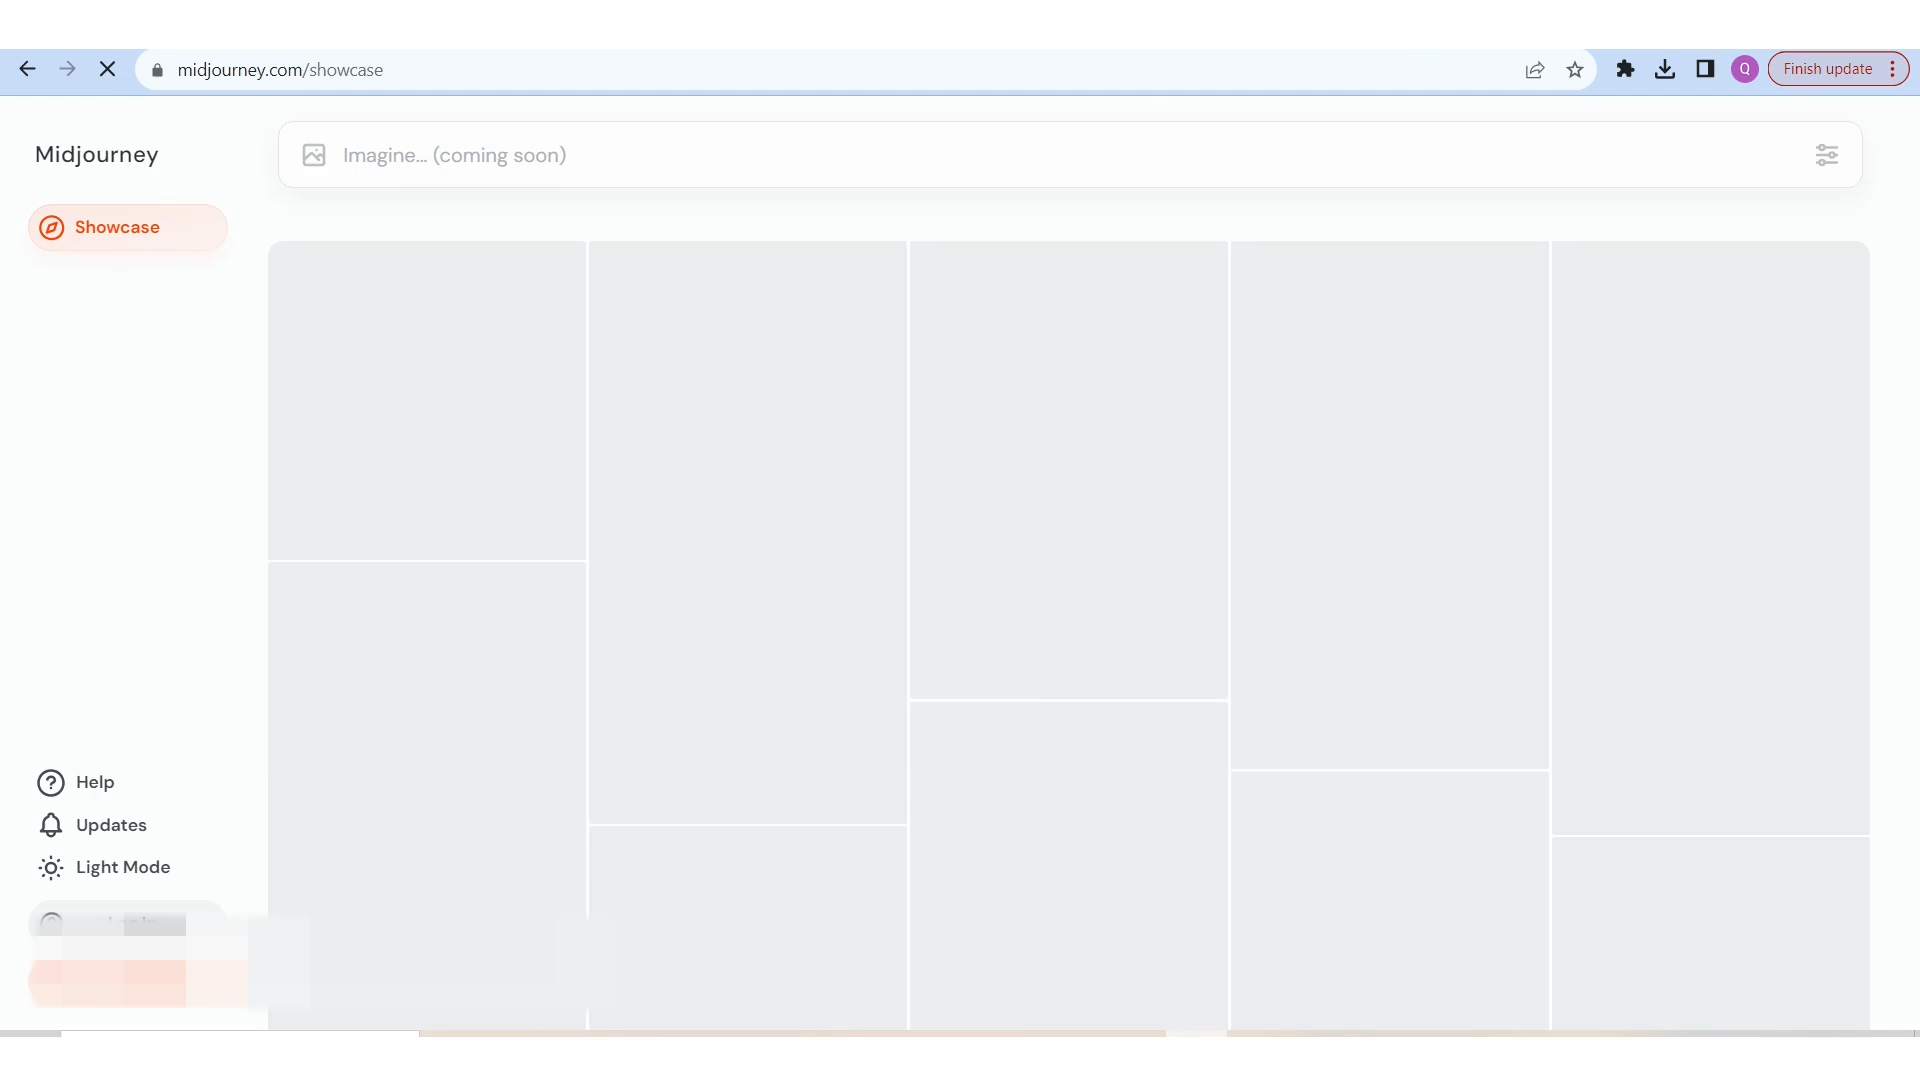 midjourney.com/showcase
Q
Finish update
Midjourney
Imagine... (coming soon)
Showcase
Help
Updates
Light Mode